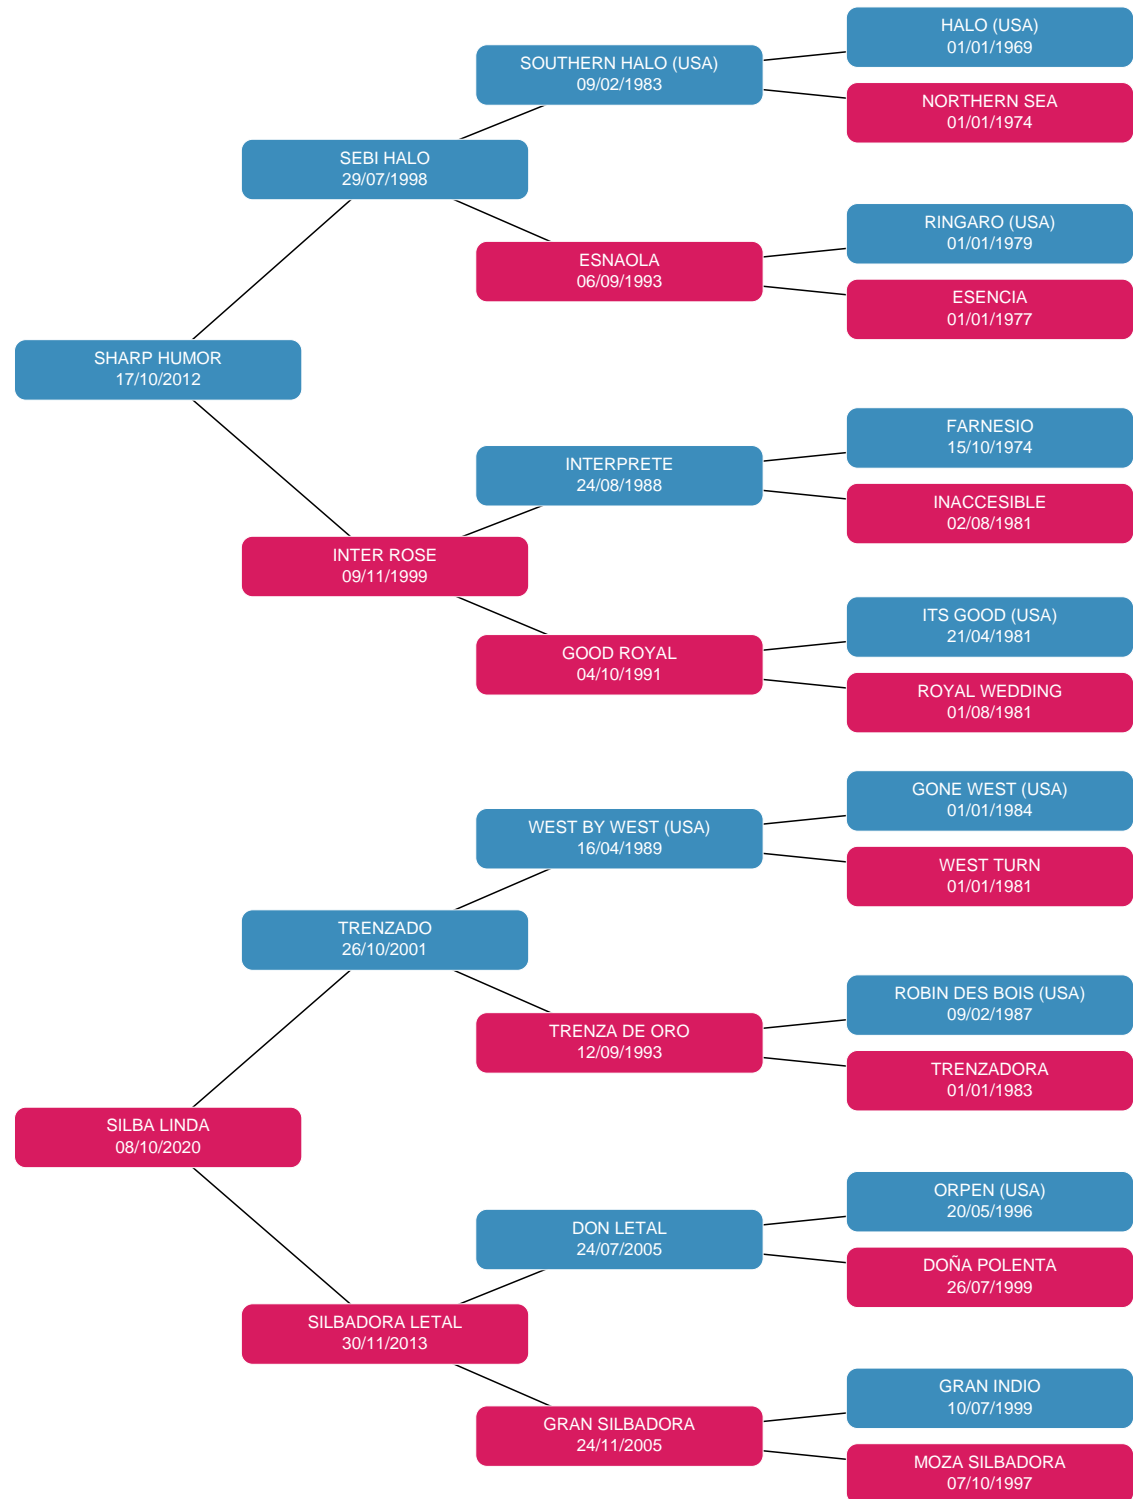 HALO (USA)
01/01/1969
SOUTHERN HALO (USA)
09/02/1983
NORTHERN SEA
01/01/1974
SEBI HALO
29/07/1998
RINGARO (USA)
01/01/1979
ESNAOLA
06/09/1993
ESENCIA
01/01/1977
SHARP HUMOR
17/10/2012
FARNESIO
15/10/1974
INTERPRETE
24/08/1988
INACCESIBLE
02/08/1981
INTER ROSE
09/11/1999
ITS GOOD (USA)
21/04/1981
GOOD ROYAL
04/10/1991
ROYAL WEDDING
01/08/1981
GONE WEST (USA)
01/01/1984
WEST BY WEST (USA)
16/04/1989
WEST TURN
01/01/1981
TRENZADO
26/10/2001
ROBIN DES BOIS (USA)
09/02/1987
TRENZA DE ORO
12/09/1993
TRENZADORA
01/01/1983
SILBA LINDA
08/10/2020
ORPEN (USA)
20/05/1996
DON LETAL
24/07/2005
DOÑA POLENTA
26/07/1999
SILBADORA LETAL
30/11/2013
GRAN INDIO
10/07/1999
GRAN SILBADORA
24/11/2005
MOZA SILBADORA
07/10/1997